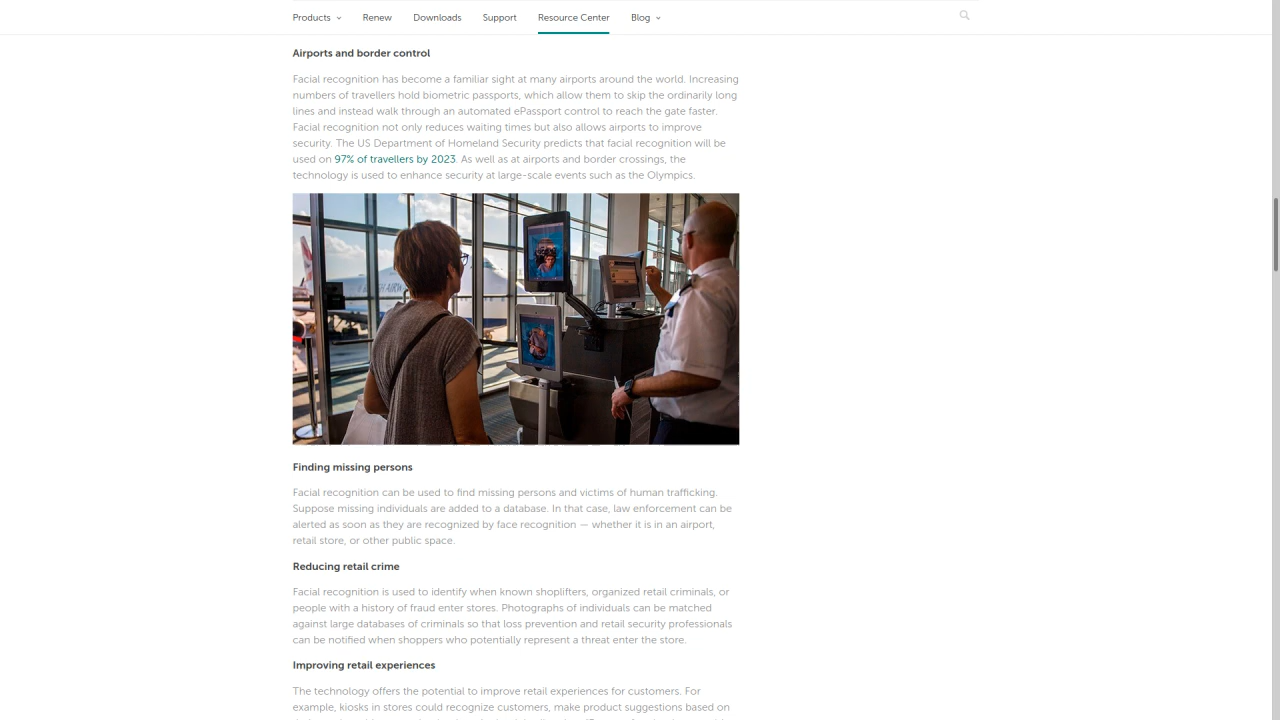 Products
Renew
Downloads
Support
Resource Center
Blog
Airports and border control
Facial recognition has become a familiar sight at many airports around the world. Increasing
numbers of travellers hold biometric passports, which allow them to skip the ordinarily long
lines and instead walk through an automated ePassport control to reach the gate faster.
Facial recognition not only reduces waiting times but also allows airports to improve
security. The US Department of Homeland Security predicts that facial recognition will be
used on 97% of travellers by 2023. As well as at airports and border crossings, the
technology is used to enhance security at large-scale events such as the Olympics.
Finding missing persons
Facial recognition can be used to find missing persons and victims of human trafficking.
Suppose missing individuals are added to a database. In that case, law enforcement can be
alerted as soon as they are recognized by face recognition — whether it is in an airport,
retail store, or other public space.
Reducing retail crime
Facial recognition is used to identify when known shoplifters, organized retail criminals, or
people with a history of fraud enter stores. Photographs of individuals can be matched
against large databases of criminals so that loss prevention and retail security professionals
can be notified when shoppers who potentially represent a threat enter the store.
Improving retail experiences
The technology offers the potential to improve retail experiences for customers. For
example, kiosks in stores could recognize customers, make product suggestions based on